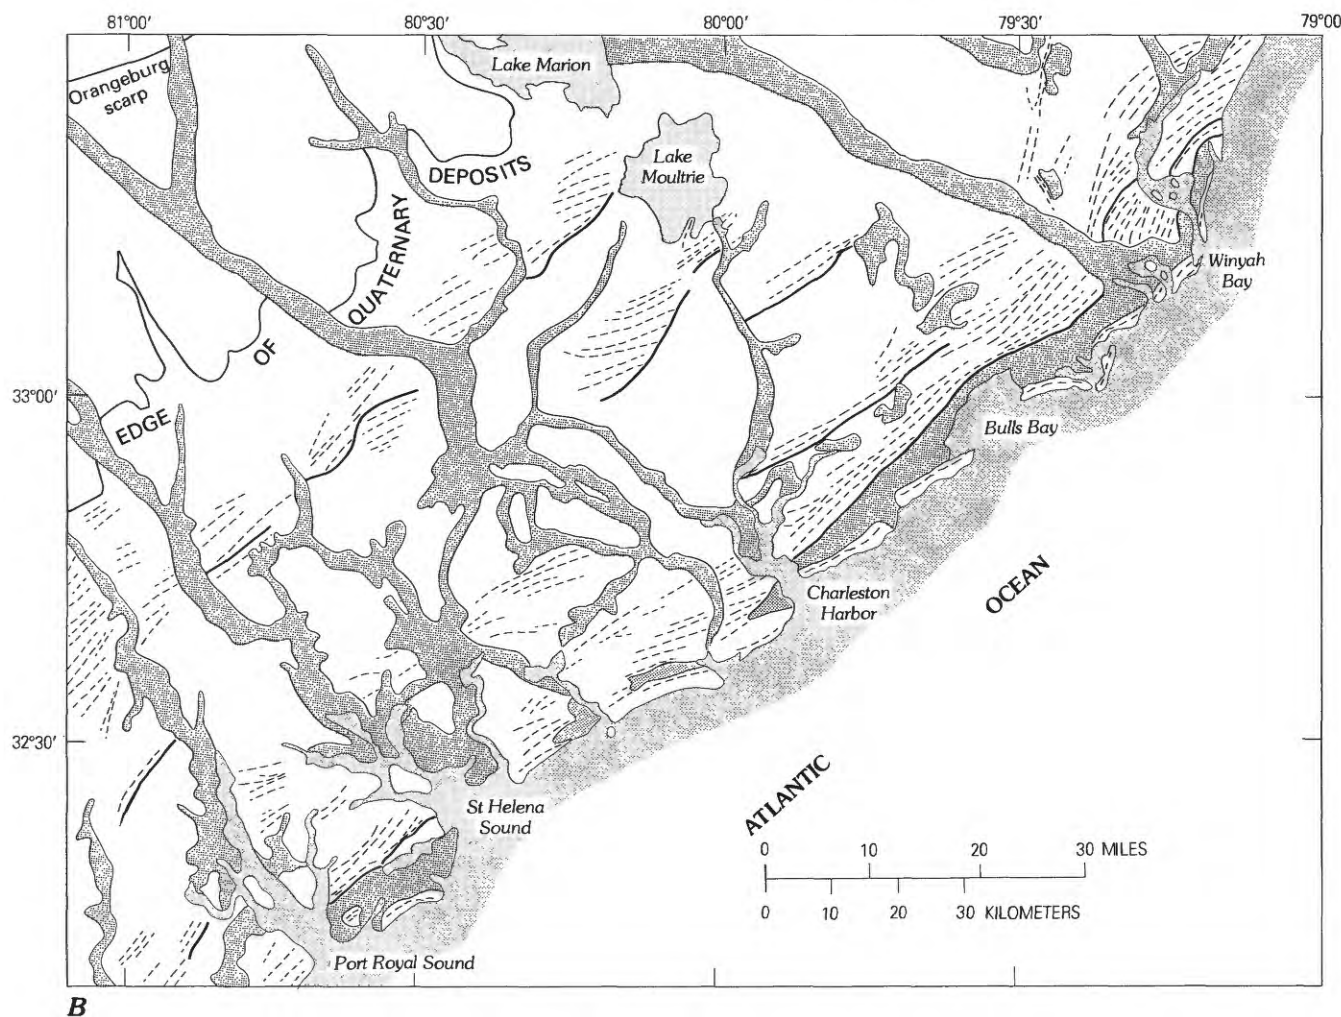 81°00'
80°30'
80°00'
79°30'
79°00'
Orangeburg
scarp
Lake Marion
Lake
Moultrie
EDGE OF QUATERNARY DEPOSITS
Winyah
Bay
33°00'
Bulls Bay
Charleston
Harbor
ATLANTIC OCEAN
32°30'
St Helena
Sound
Port Royal Sound
0 10 20 30 MILES
0 10 20 30 KILOMETERS
B